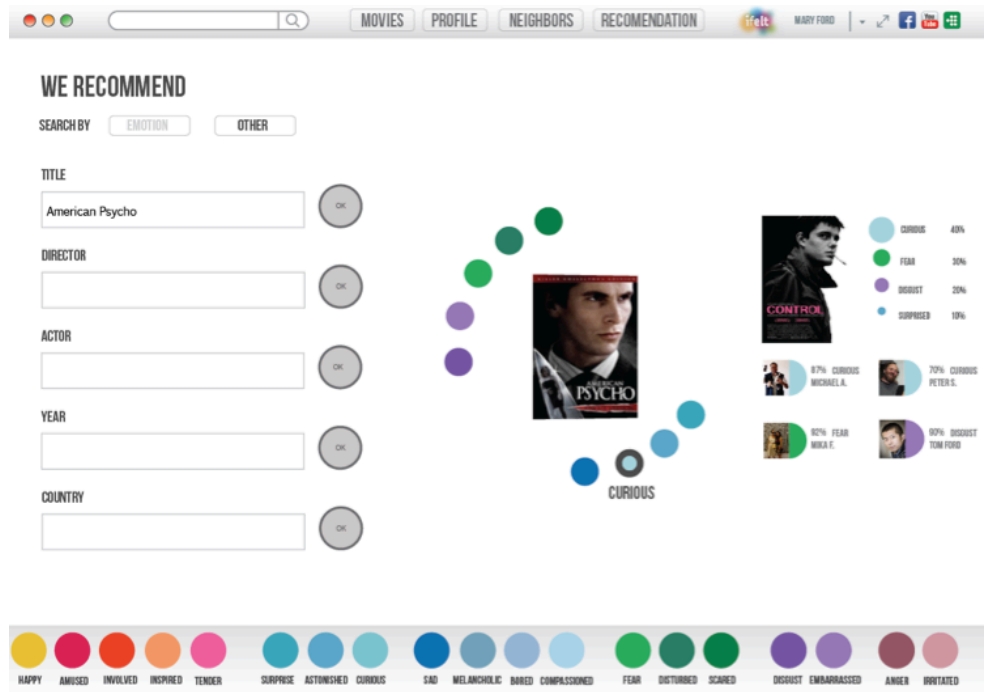 MOVIES PROFILE NEIGHBORS RECOMENDATION ifelt MARY FORD f You Tube
WE RECOMMEND
SEARCH BY EMOTION OTHER
TITLE
American Psycho OK
DIRECTOR
OK
ACTOR
OK
YEAR
OK
COUNTRY
OK
AMERICAN
PSYCHO
CURIOUS
CONTROL
CURIOUS 40%
FEAR 30%
DISGUST 20%
SURPRISED 10%
87% CURIOUS
MICHAEL A.
70% CURIOUS
PETER S.
92% FEAR
MIKA F.
90% DISGUST
TOM FORD
HAPPY AMUSED INVOLVED INSPIRED TENDER SURPRISE ASTONISHED CURIOUS SAD MELANCHOLIC BORED COMPASSIONED FEAR DISTURBED SCARED DISGUST EMBARRASSED ANGER IRRITATED